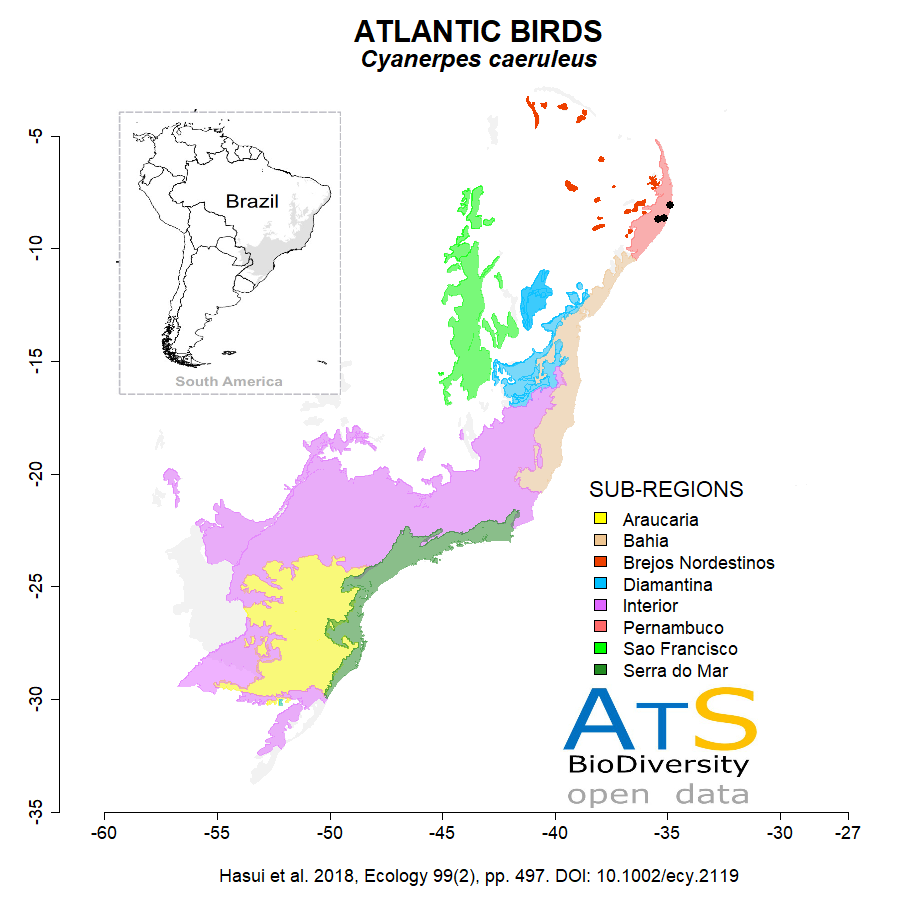 ATLANTIC BIRDS
Cyanerpes caeruleus
Brazil
South America
-5
-10
-15
-20
-25
-30
-35
SUB-REGIONS
Araucaria
Bahia
Brejos Nordestinos
Diamantina
Interior
Pernambuco
Sao Francisco
Serra do Mar
ATS
BioDiversity
open data
-60
-55
-50
-45
-40
-35
-30
-27
Hasui et al. 2018, Ecology 99(2), pp. 497. DOI: 10.1002/ecy.2119